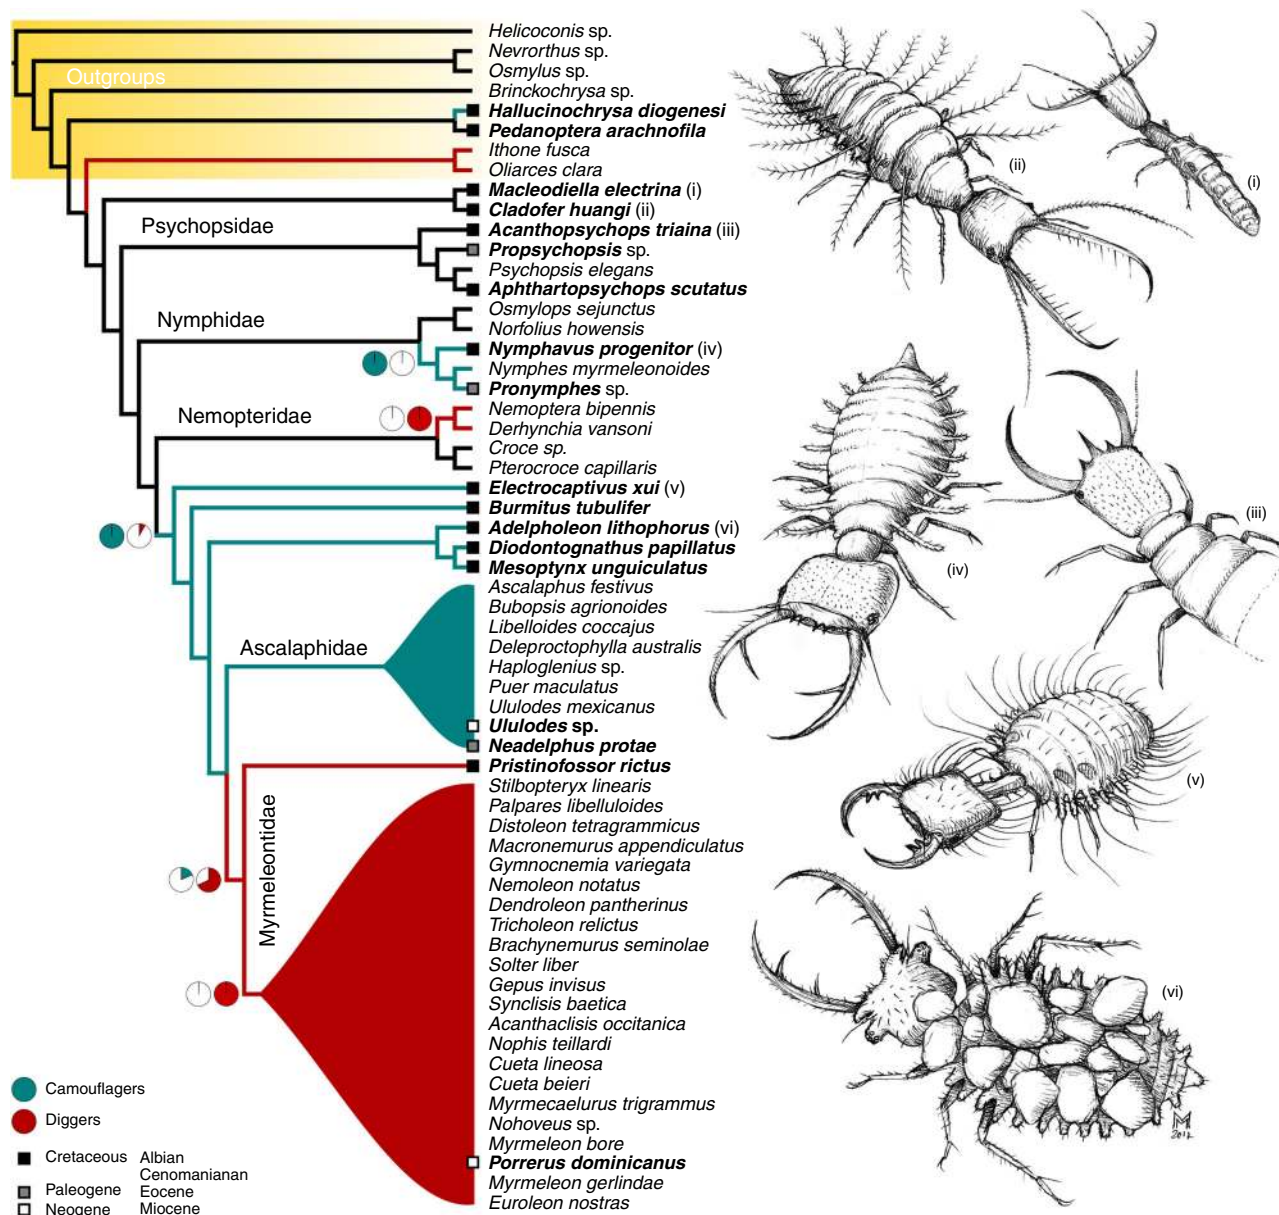 Outgroups
Helicoconis sp.
Nevrorthus sp.
Osmylus sp.
Brinckochrysa sp.
Hallucinochrysa diogenesi
Pedanoptera arachnofila
Ithone fusca
Oliarces clara
Macleodiella electrina (i)
Cladofer huangi (ii)
Psychopsidae
Acanthopsychops triaina (iii)
Propsychopsis sp.
Psychopsis elegans
Aphthartopsychops scutatus
Nymphidae
Osmylops sejunctus
Norfolius howensis
Nymphavus progenitor (iv)
Nymphes myrmeleonoides
Pronymphes sp.
Nemopteridae
Nemoptera bipennis
Derhynchia vansoni
Croce sp.
Pterocroce capillaris
Electrocaptivus xui (v)
Burmitus tubulifer
Adelpholeon lithophorus (vi)
Diodontognathus papillatus
Mesoptynx unguiculatus
Ascalaphidae
Ascalaphus festivus
Bubopsis agrionoides
Libelloides coccajus
Deleproctophylla australis
Haploglenius sp.
Puer maculatus
Ululodes mexicanus
Ululodes sp.
Neadelphus protae
Myrmeleontidae
Pristinofossor rictus
Stilbopteryx linearis
Palpares libelluloides
Distoleon tetragrammicus
Macronemurus appendiculatus
Gymnocnemia variegata
Nemoleon notatus
Dendroleon pantherinus
Tricholeon relictus
Brachynemurus seminolae
Solter liber
Gepus invisus
Synclisis baetica
Acanthaclisis occitanica
Nophis teillardi
Cueta lineosa
Cueta beieri
Myrmecaelurus trigrammus
Nohoveus sp.
Myrmeleon bore
Porrerus dominicanus
Myrmeleon gerlindae
Euroleon nostras
Camouflagers
Diggers
Cretaceous Albian
Cenomanianan
Paleogene Eocene
Neogene Miocene
(i)
(ii)
(iii)
(iv)
(v)
(vi)